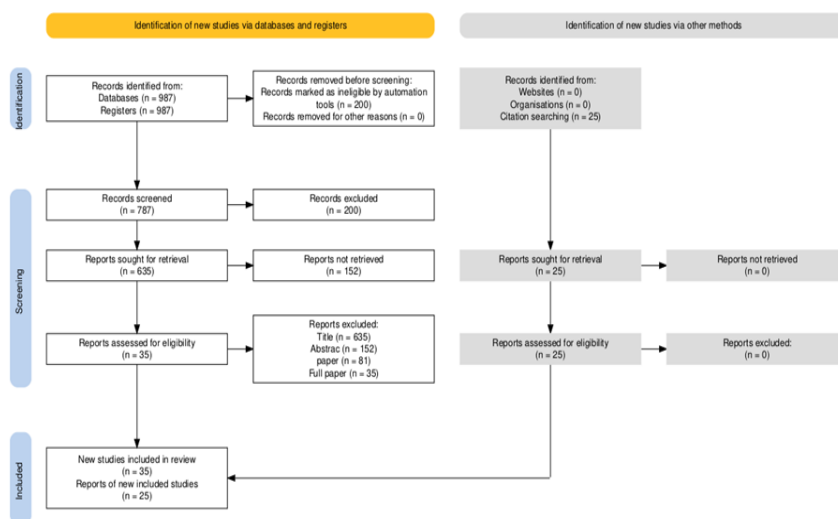 Identification of new studies via databases and registers
Identification of new studies via other methods
Identification
Records identified from:
Databases (n = 987)
Registers (n = 987)
Records removed before screening:
Records marked as ineligible by automation
tools (n = 200)
Records removed for other reasons (n = 0)
Records identified from:
Websites (n = 0)
Organisations (n = 0)
Citation searching (n = 25)
Screening
Records screened
(n = 787)
Records excluded
(n = 200)
Reports sought for retrieval
(n = 635)
Reports not retrieved
(n = 152)
Reports sought for retrieval
(n = 25)
Reports not retrieved
(n = 0)
Reports assessed for eligibility
(n = 35)
Reports excluded:
Title (n = 635)
Abstrac (n = 152)
paper (n = 81)
Full paper (n = 35)
Reports assessed for eligibility
(n = 25)
Reports excluded:
(n = 0)
Included
New studies included in review
(n = 35)
Reports of new included studies
(n = 25)